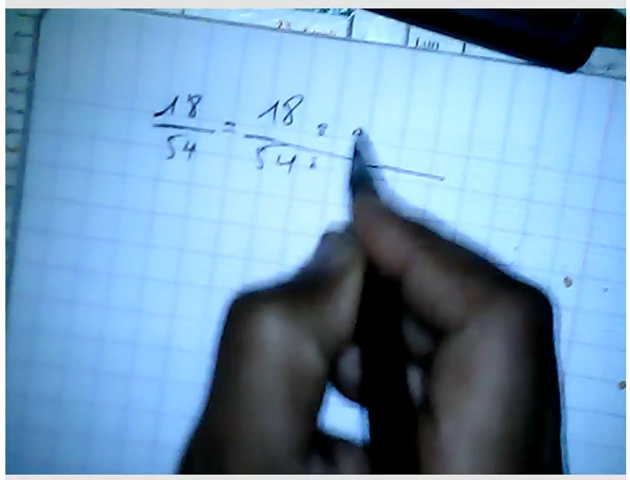 18/54 = 18 : / 54 :